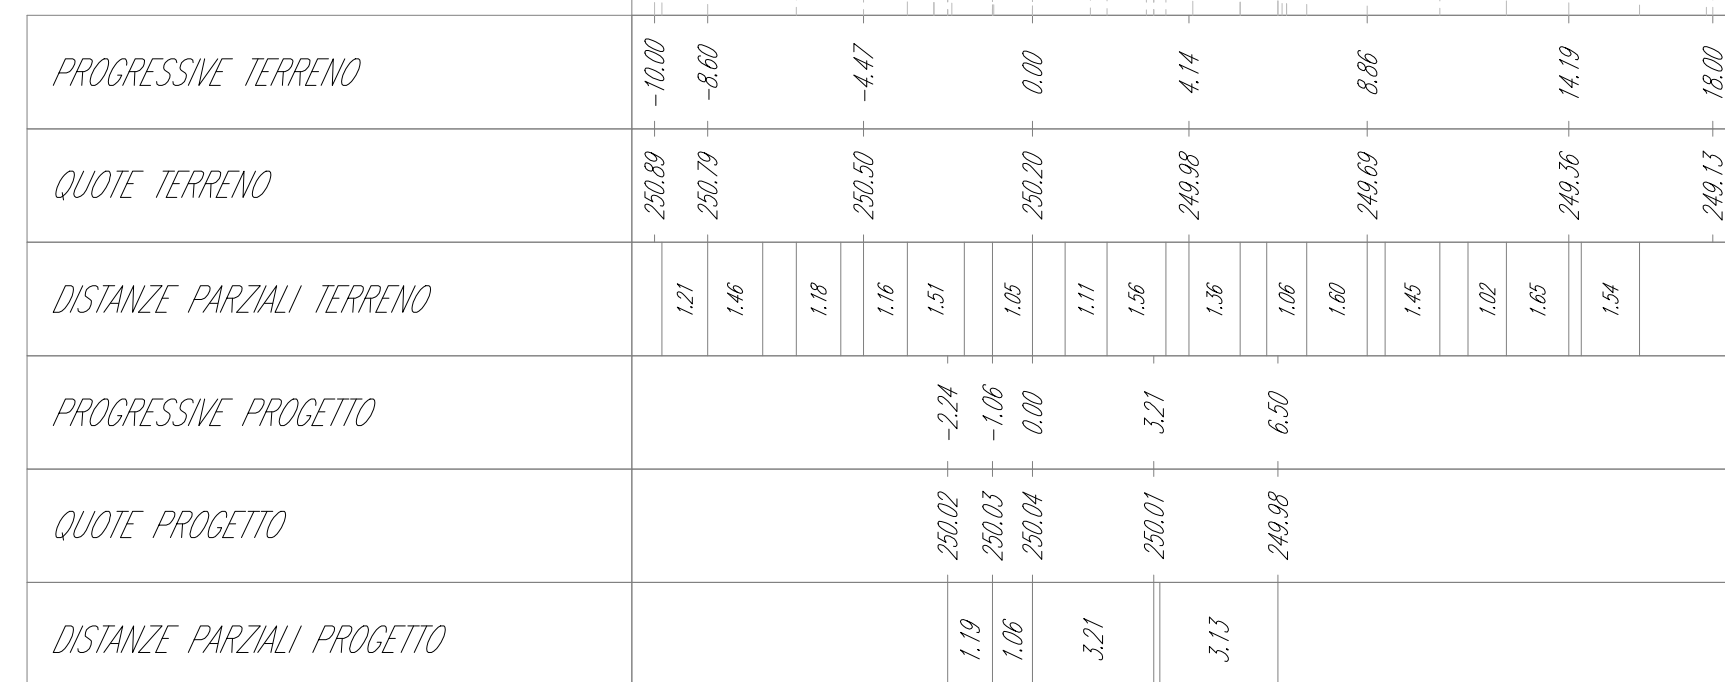 PROGRESSIVE TERRENO -10.00 -8.60 -4.47 0.00 4.14 8.86 14.19 18.00
QUOTE TERRENO 250.89 250.79 250.50 250.20 249.98 249.69 249.36 249.13
DISTANZE PARZIALI TERRENO 1.21 1.46 1.18 1.16 1.51 1.05 1.11 1.56 1.36 1.06 1.60 1.45 1.02 1.65 1.54
PROGRESSIVE PROGETTO -2.24 -1.06 0.00 3.21 6.50
QUOTE PROGETTO 250.02 250.03 250.04 250.01 249.98
DISTANZE PARZIALI PROGETTO 1.19 1.06 3.21 3.13